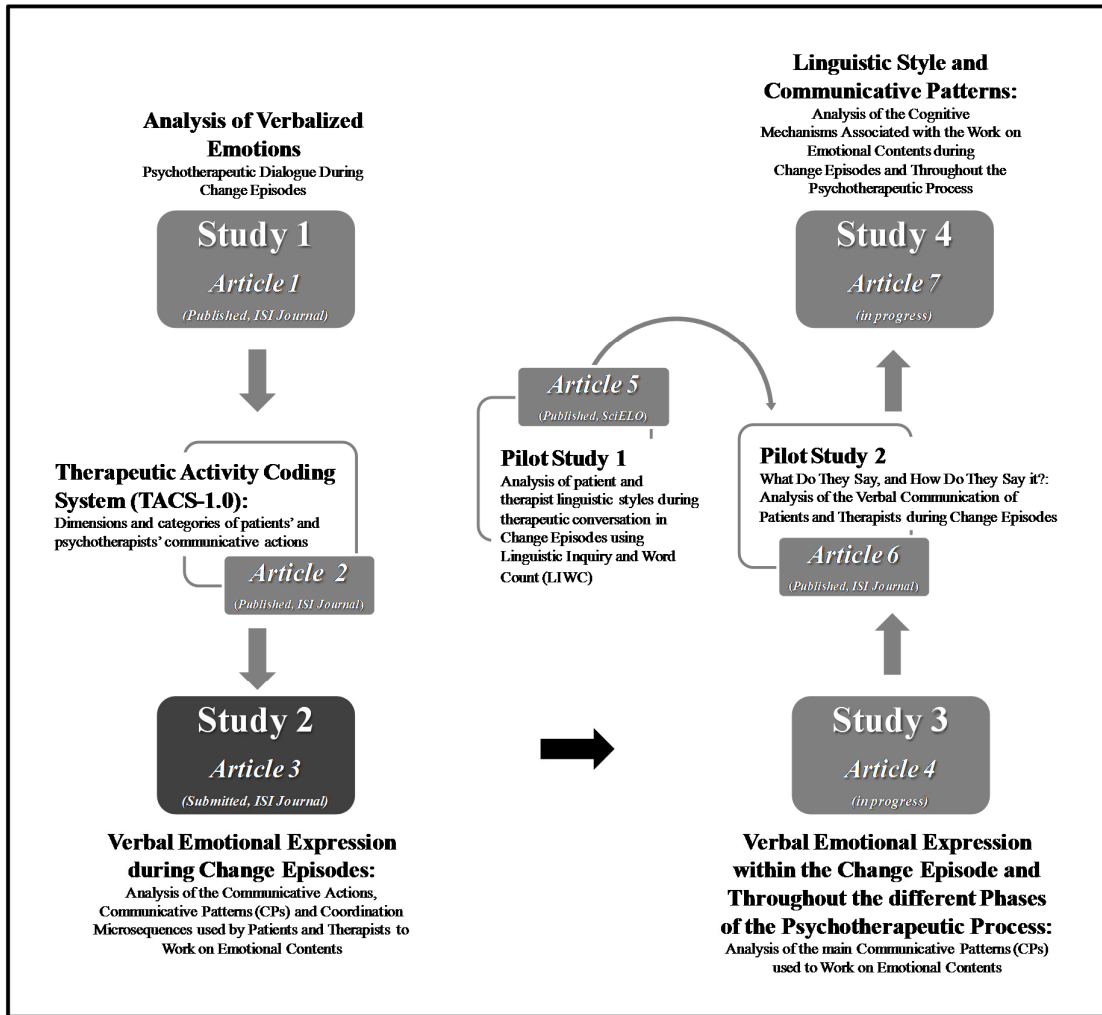 Analysis of Verbalized
Emotions
Psychotherapeutic Dialogue During
Change Episodes
Study 1
Article 1
(Published, ISI Journal)
Therapeutic Activity Coding
System (TACS-1.0):
Dimensions and categories of patients' and
psychotherapists' communicative actions
Article 2
(Published, ISI Journal)
Study 2
Article 3
(Submitted, ISI Journal)
Verbal Emotional Expression
during Change Episodes:
Analysis of the Communicative Actions,
Communicative Patterns (CPs) and Coordination
Microsequences used by Patients and Therapists to
Work on Emotional Contents
Article 5
(Published, SciELO)
Pilot Study 1
Analysis of patient and
therapist linguistic styles during
therapeutic conversation in
Change Episodes using
Linguistic Inquiry and Word
Count (LIWC)
Linguistic Style and
Communicative Patterns:
Analysis of the Cognitive
Mechanisms Associated with the Work on
Emotional Contents during
Change Episodes and Throughout the
Psychotherapeutic Process
Study 4
Article 7
(in progress)
Pilot Study 2
What Do They Say, and How Do They Say it?:
Analysis of the Verbal Communication of
Patients and Therapists during Change Episodes
Article 6
(Published, ISI Journal)
Study 3
Article 4
(in progress)
Verbal Emotional Expression
within the Change Episode and
Throughout the different Phases
of the Psychotherapeutic Process:
Analysis of the main Communicative Patterns (CPs)
used to Work on Emotional Contents